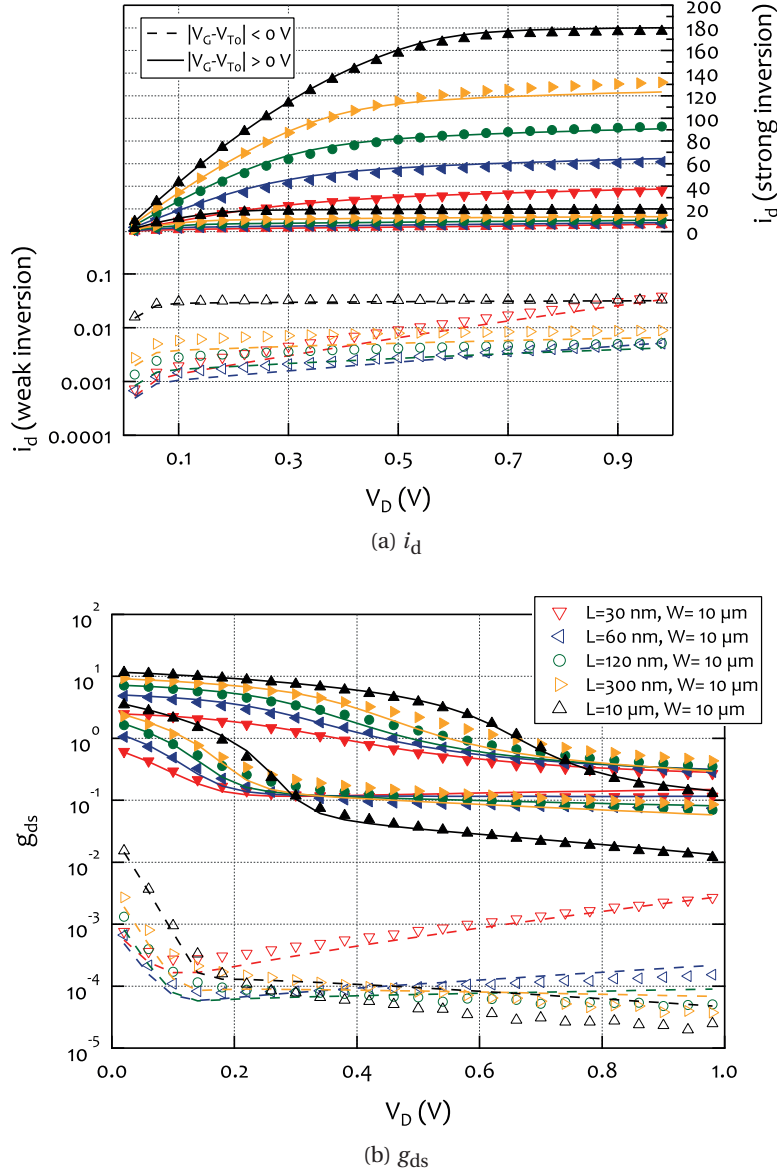 |V_G-V_To| < 0 V
|V_G-V_To| > 0 V
200
180
160
140
120
100
80
60
40
20
0
i_d (strong inversion)
0.1
0.01
0.001
0.0001
i_d (weak inversion)
0.1 0.3 0.5 0.7 0.9
V_D (V)
(a) i_d
L=30 nm, W= 10 µm
L=60 nm, W= 10 µm
L=120 nm, W= 10 µm
L=300 nm, W= 10 µm
L=10 µm, W= 10 µm
10^2
10^1
10^0
10^-1
10^-2
10^-3
10^-4
10^-5
g_ds
0.0 0.2 0.4 0.6 0.8 1.0
V_D (V)
(b) g_ds